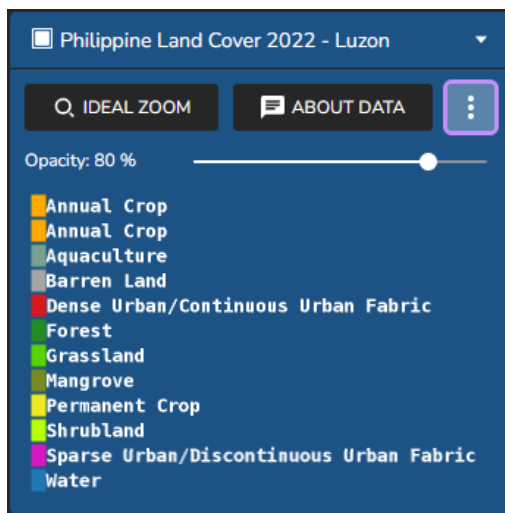 Philippine Land Cover 2022 - Luzon
IDEAL ZOOM
ABOUT DATA
Opacity: 80 %
Annual Crop
Annual Crop
Aquaculture
Barren Land
Dense Urban/Continuous Urban Fabric
Forest
Grassland
Mangrove
Permanent Crop
Shrubland
Sparse Urban/Discontinuous Urban Fabric
Water